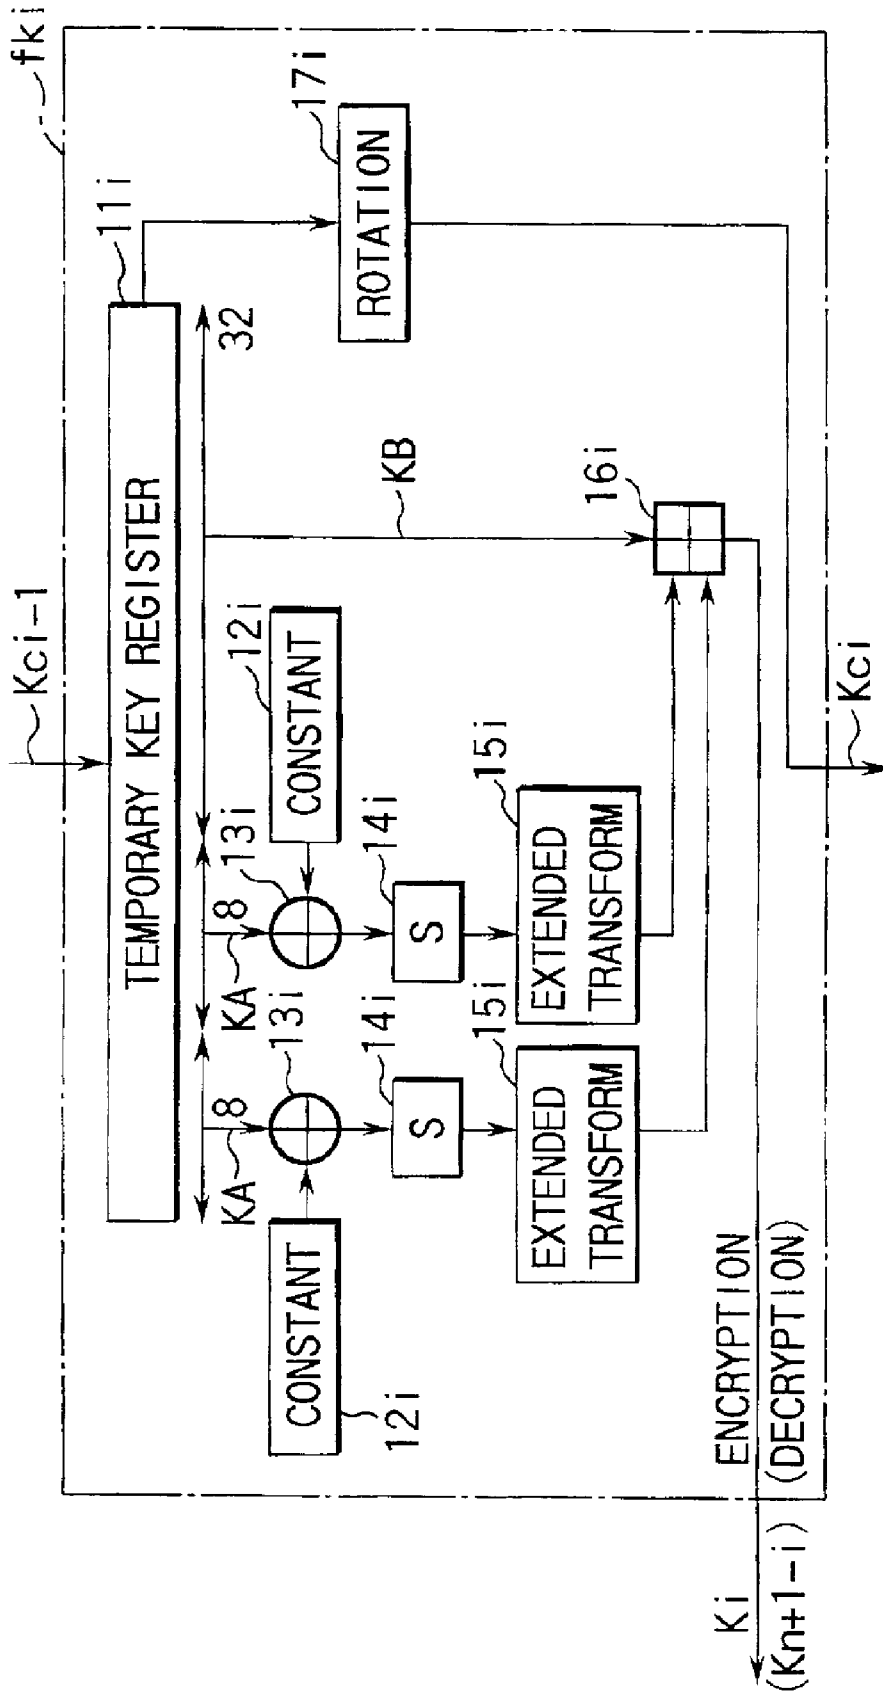 fki
Kci-1
11i
TEMPORARY KEY REGISTER
KA
8
KA
8
32
17i
ROTATION
13i
13i
12i
CONSTANT
CONSTANT
12i
KB
14i
14i
S
S
15i
15i
EXTENDED
TRANSFORM
EXTENDED
TRANSFORM
16i
Ki
ENCRYPTION
(Kn+1-i)
(DECRYPTION)
Kci